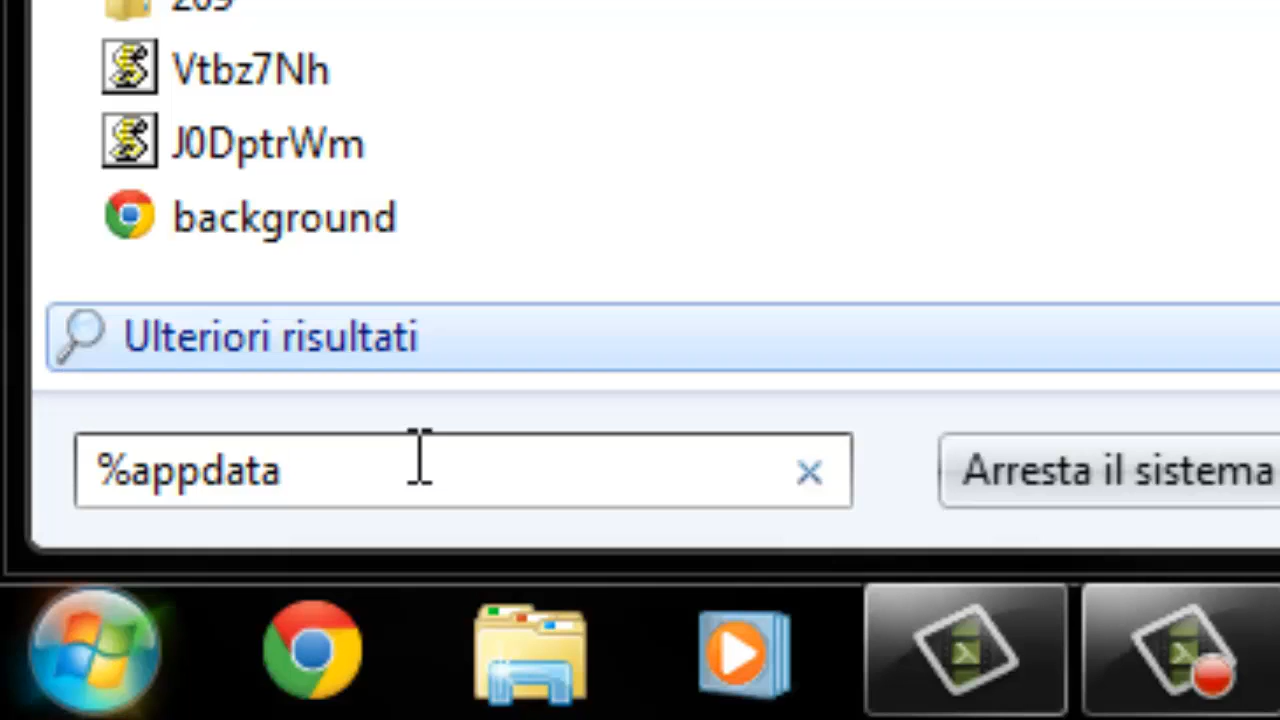 Vtbz7Nh
J0DptrWm
background
Ulteriori risultati
%appdata
Arresta il sistema